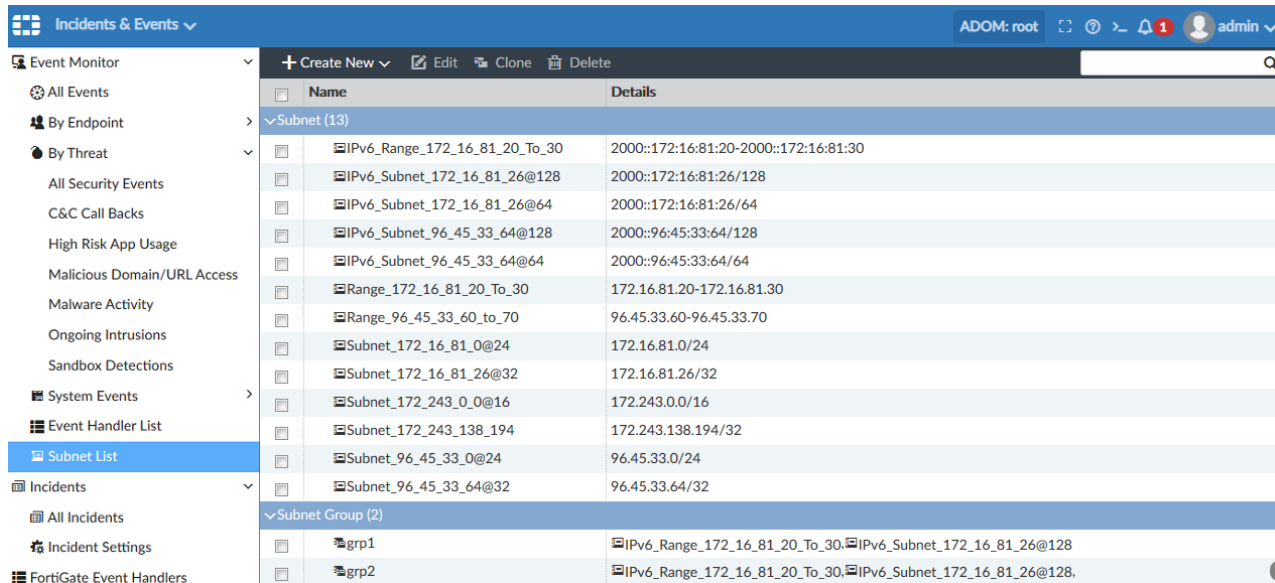 Incidents & Events
ADOM: root
1
admin
Event Monitor
All Events
By Endpoint
By Threat
All Security Events
C&C Call Backs
High Risk App Usage
Malicious Domain/URL Access
Malware Activity
Ongoing Intrusions
Sandbox Detections
System Events
Event Handler List
Subnet List
Incidents
All Incidents
Incident Settings
FortiGate Event Handlers
Create New Edit Clone Delete
Name Details
Subnet (13)
IPv6_Range_172_16_81_20_To_30 2000::172:16:81:20-2000::172:16:81:30
IPv6_Subnet_172_16_81_26@128 2000::172:16:81:26/128
IPv6_Subnet_172_16_81_26@64 2000::172:16:81:26/64
IPv6_Subnet_96_45_33_64@128 2000::96:45:33:64/128
IPv6_Subnet_96_45_33_64@64 2000::96:45:33:64/64
Range_172_16_81_20_To_30 172.16.81.20-172.16.81.30
Range_96_45_33_60_to_70 96.45.33.60-96.45.33.70
Subnet_172_16_81_0@24 172.16.81.0/24
Subnet_172_16_81_26@32 172.16.81.26/32
Subnet_172_243_0_0@16 172.243.0.0/16
Subnet_172_243_138_194 172.243.138.194/32
Subnet_96_45_33_0@24 96.45.33.0/24
Subnet_96_45_33_64@32 96.45.33.64/32
Subnet Group (2)
grp1 IPv6_Range_172_16_81_20_To_30,IPv6_Subnet_172_16_81_26@128
grp2 IPv6_Range_172_16_81_20_To_30,IPv6_Subnet_172_16_81_26@128,